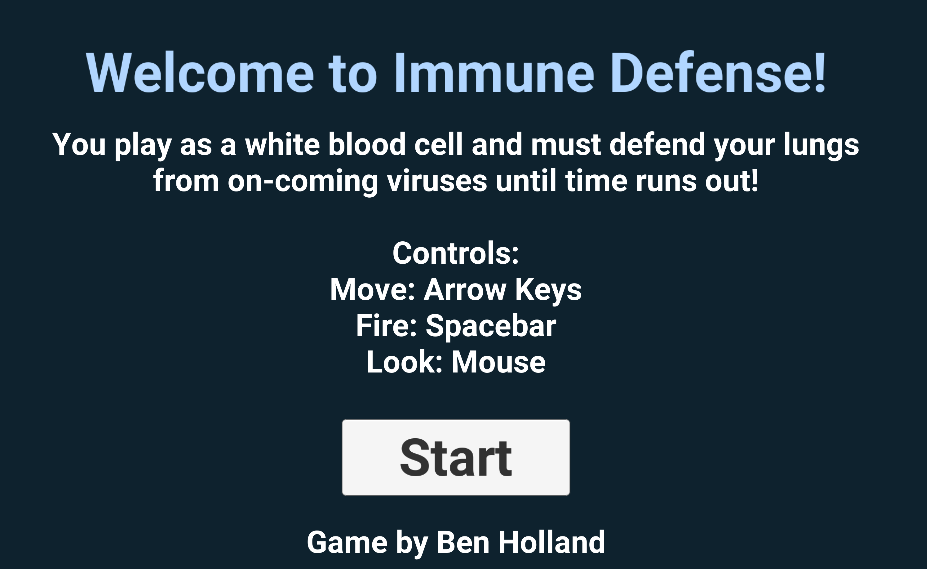 Welcome to Immune Defense!
You play as a white blood cell and must defend your lungs
from on-coming viruses until time runs out!
Controls:
Move: Arrow Keys
Fire: Spacebar
Look: Mouse
Start
Game by Ben Holland